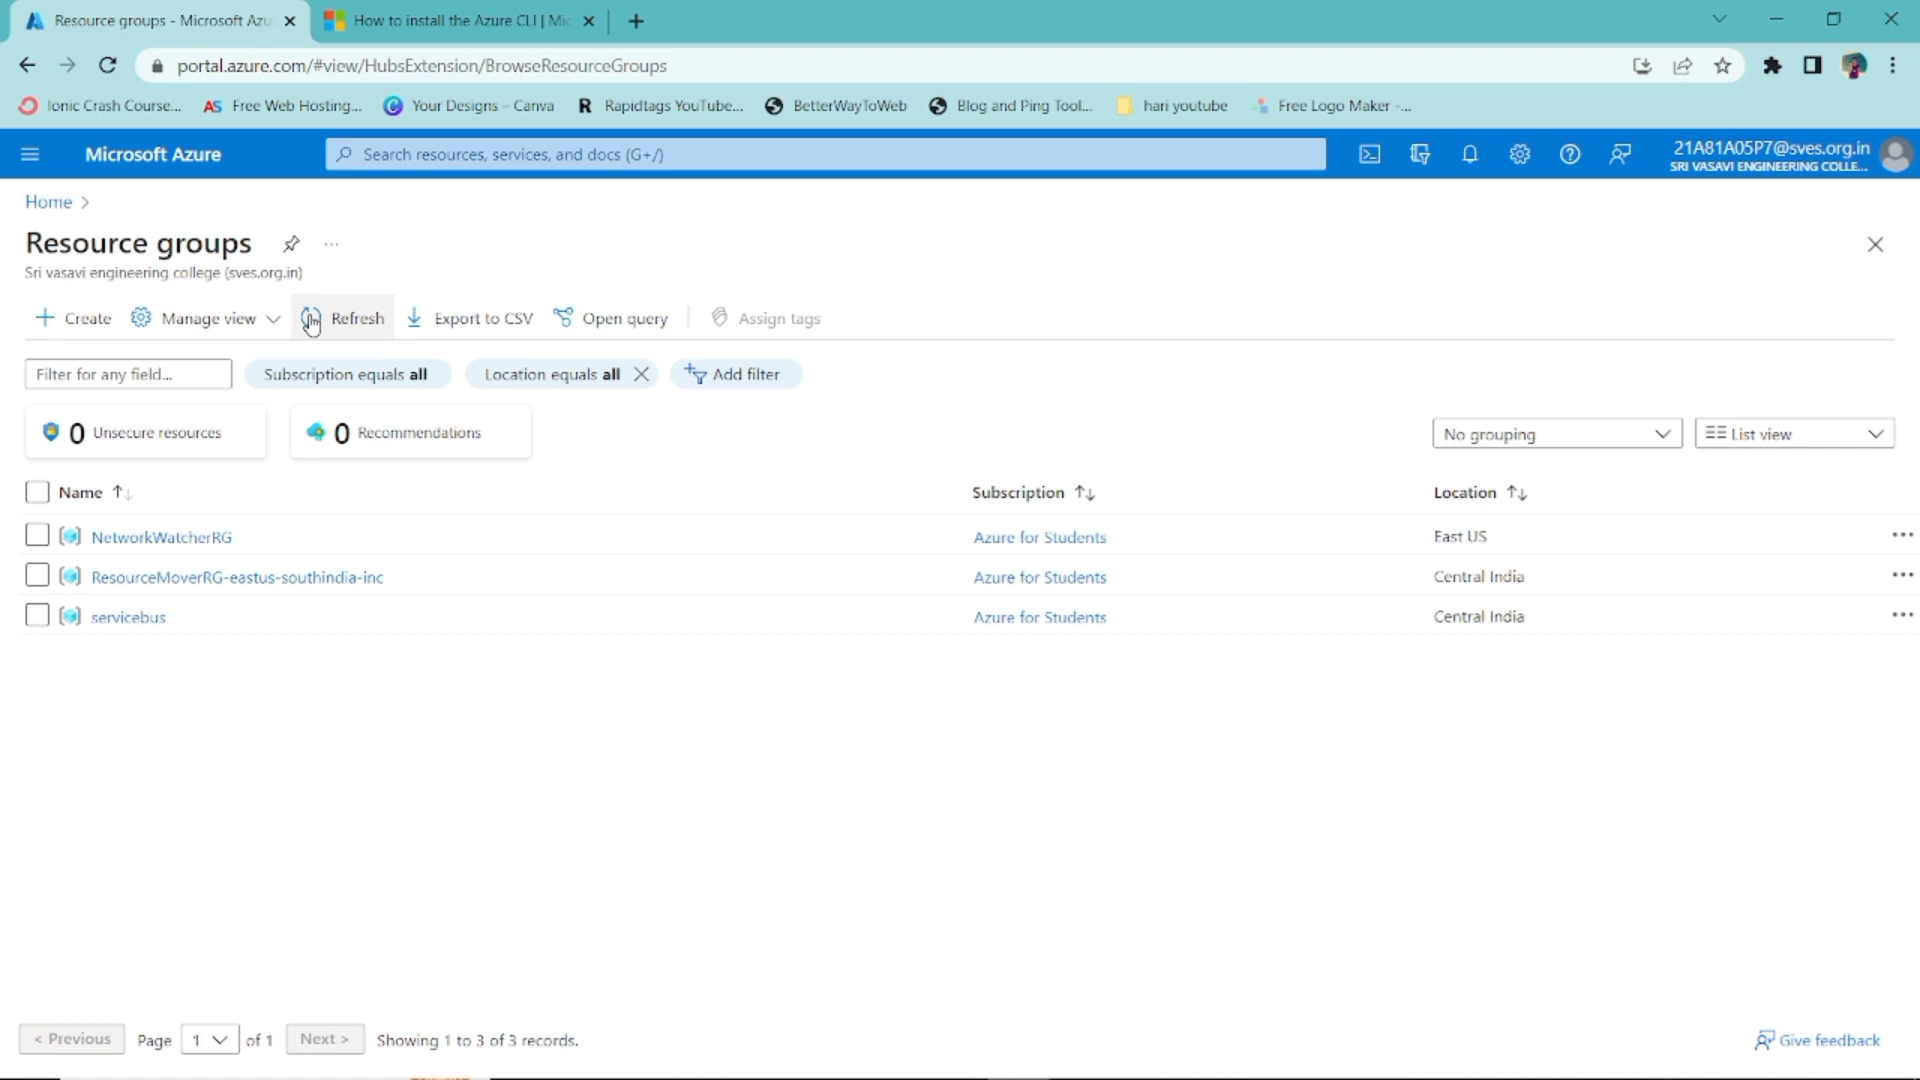 Resource groups - Microsoft Azu
How to install the Azure CLI | Mic
portal.azure.com/#view/HubsExtension/BrowseResourceGroups
Ionic Crash Course...
AS Free Web Hosting...
Your Designs – Canva
R Rapidtags YouTube...
BetterWayToWeb
Blog and Ping Tool...
hari youtube
Free Logo Maker -...
Microsoft Azure
Search resources, services, and docs (G+/)
21A81A05P7@sves.org.in
SRI VASAVI ENGINEERING COLLE...
Home >
Resource groups
Sri vasavi engineering college (sves.org.in)
Create
Manage view
Refresh
Export to CSV
Open query
Assign tags
Filter for any field...
Subscription equals all
Location equals all
Add filter
0 Unsecure resources
0 Recommendations
No grouping
List view
Name
Subscription
Location
NetworkWatcherRG
Azure for Students
East US
ResourceMoverRG-eastus-southindia-inc
Azure for Students
Central India
servicebus
Azure for Students
Central India
< Previous
Page 1 of 1
Next >
Showing 1 to 3 of 3 records.
Give feedback